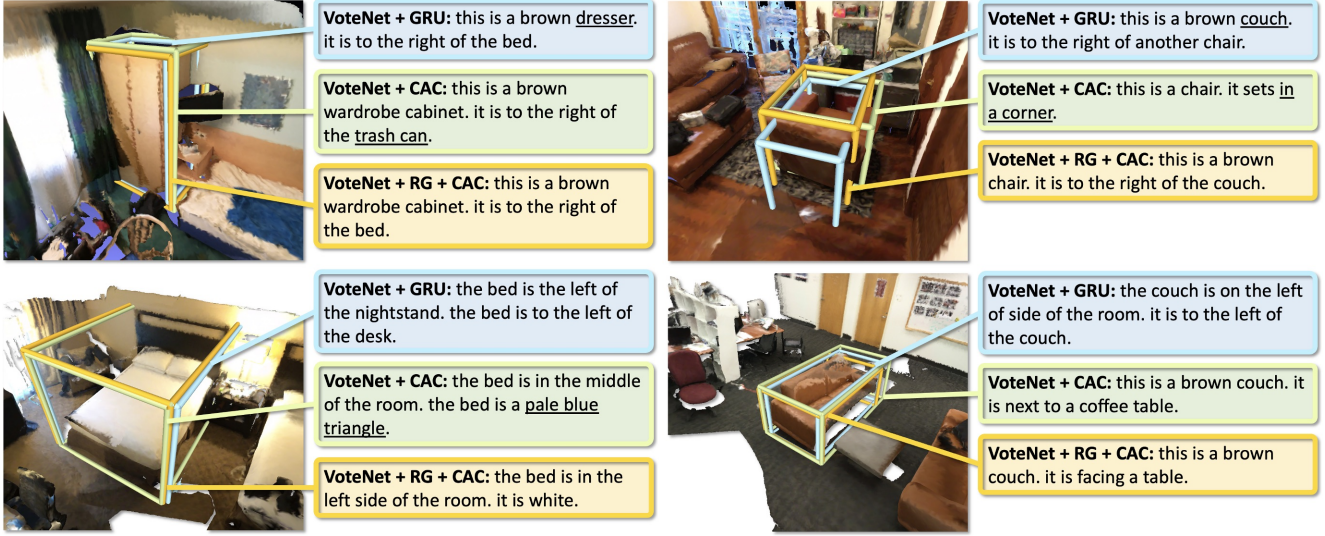 VoteNet + GRU: this is a brown dresser.
it is to the right of the bed.
VoteNet + CAC: this is a brown
wardrobe cabinet. it is to the right of
the trash can.
VoteNet + RG + CAC: this is a brown
wardrobe cabinet. it is to the right of
the bed.
VoteNet + GRU: this is a brown couch.
it is to the right of another chair.
VoteNet + CAC: this is a chair. it sets in
a corner.
VoteNet + RG + CAC: this is a brown
chair. it is to the right of the couch.
VoteNet + GRU: the bed is the left of
the nightstand. the bed is to the left of
the desk.
VoteNet + CAC: the bed is in the middle
of the room. the bed is a pale blue
triangle.
VoteNet + RG + CAC: the bed is in the
left side of the room. it is white.
VoteNet + GRU: the couch is on the left
of side of the room. it is to the left of
the couch.
VoteNet + CAC: this is a brown couch. it
is next to a coffee table.
VoteNet + RG + CAC: this is a brown
couch. it is facing a table.